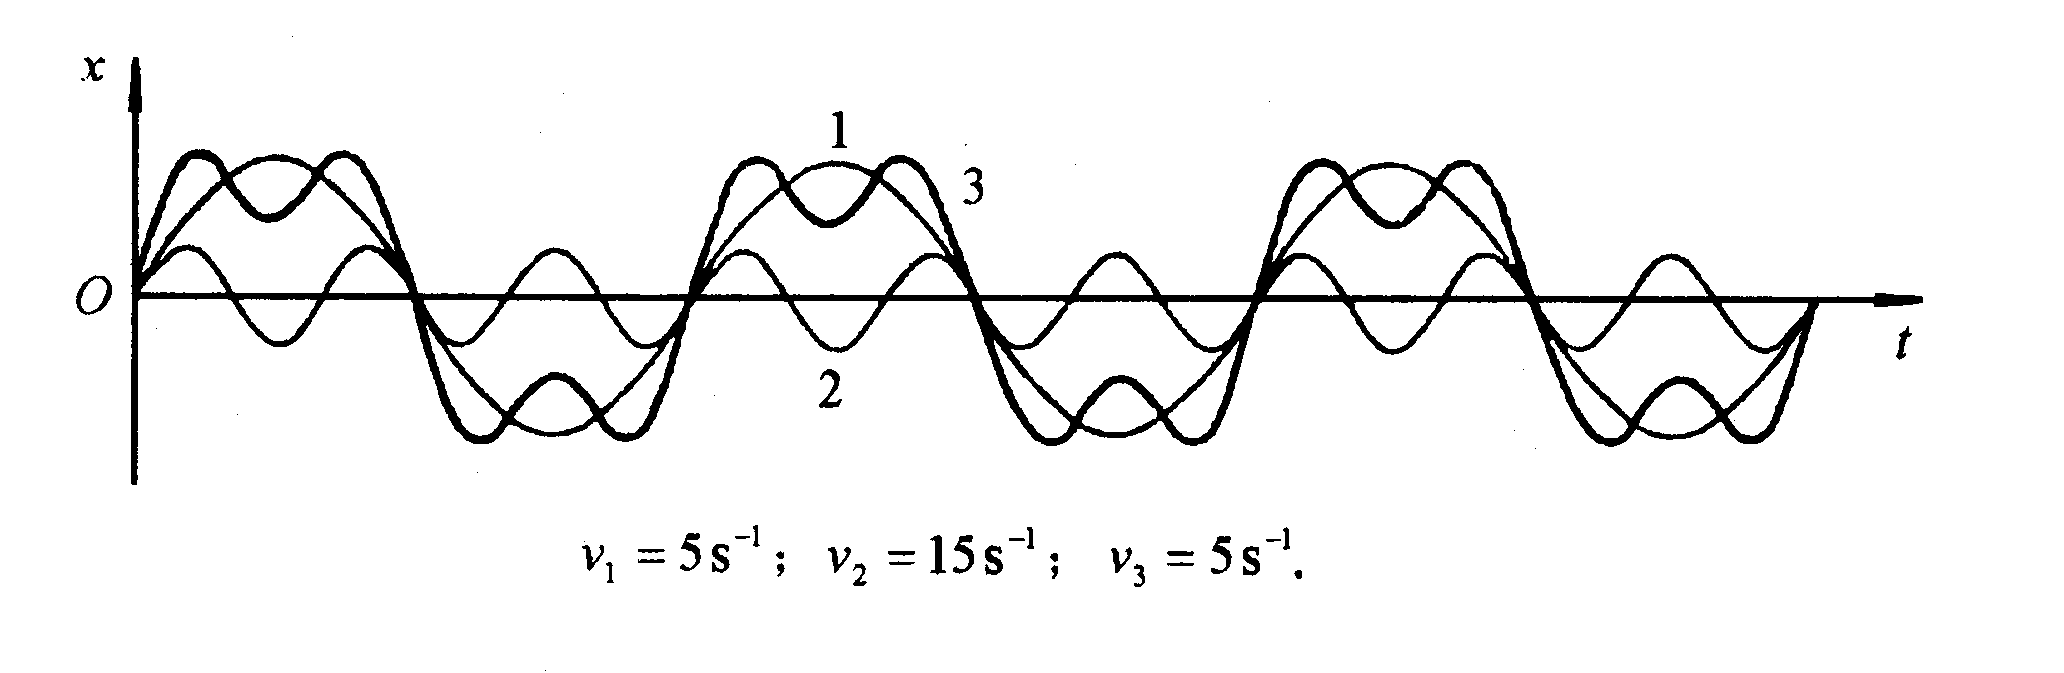 x
1
3
O
t
2
ν₁ = 5 s⁻¹; ν₂ = 15 s⁻¹; ν₃ = 5 s⁻¹.